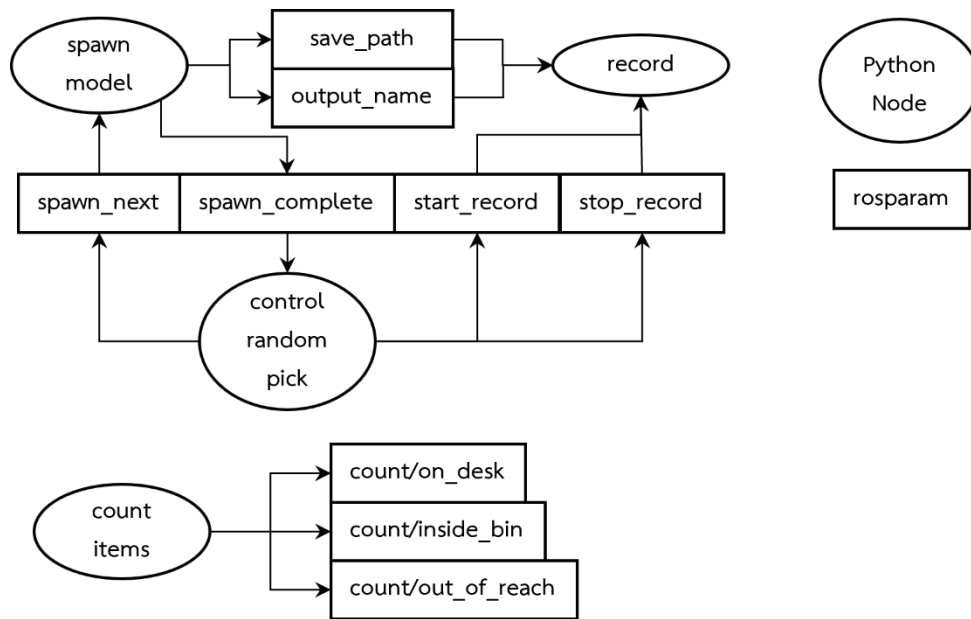 spawn
model
save_path
output_name
record
Python
Node
spawn_next
spawn_complete
start_record
stop_record
rosparam
control
random
pick
count
items
count/on_desk
count/inside_bin
count/out_of_reach